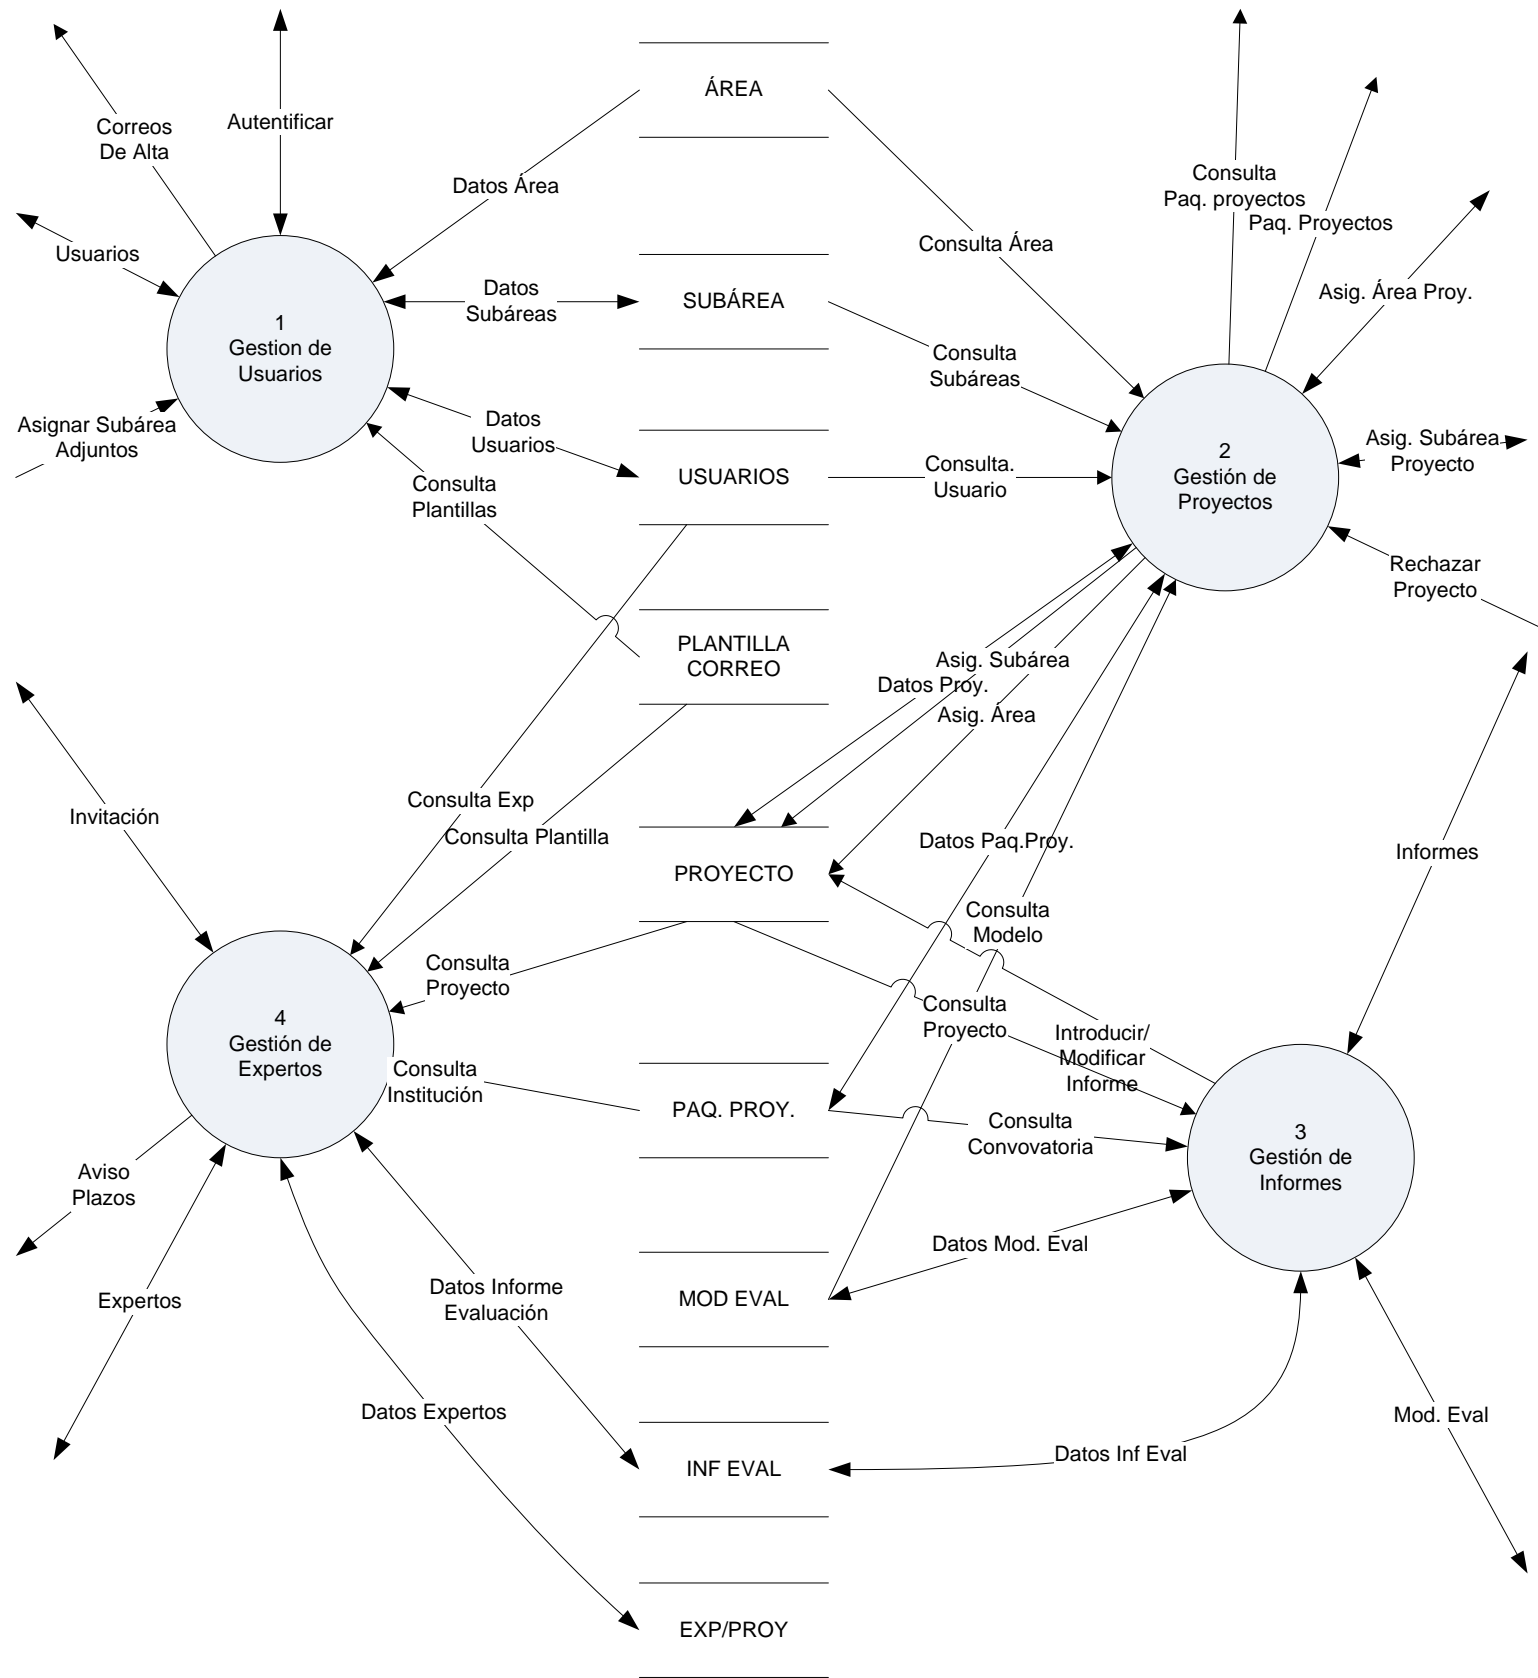 ÁREA
Correos
De Alta
Autentificar
Datos Área
Consulta
Paq. proyectos
Paq. Proyectos
Usuarios
Consulta Área
Asig. Área Proy.
Datos
Subáreas
SUBÁREA
1
Gestion de
Usuarios
Consulta
Subáreas
Asignar Subárea
Adjuntos
Datos
Usuarios
Consulta
Plantillas
USUARIOS
Consulta.
Usuario
2
Gestión de
Proyectos
Asig. Subárea
Proyecto
Rechazar
Proyecto
PLANTILLA
CORREO
Asig. Subárea
Datos Proy.
Asig. Área
Invitación
Consulta Exp
Consulta Plantilla
PROYECTO
Datos Paq.Proy.
Informes
Consulta
Modelo
Consulta
Proyecto
4
Gestión de
Expertos
Consulta
Proyecto
Introducir/
Modificar
Informe
Consulta
Institución
PAQ. PROY.
Consulta
Convovatoria
3
Gestión de
Informes
Aviso
Plazos
Datos Mod. Eval
Expertos
Datos Informe
Evaluación
MOD EVAL
Datos Expertos
Mod. Eval
INF EVAL
Datos Inf Eval
EXP/PROY